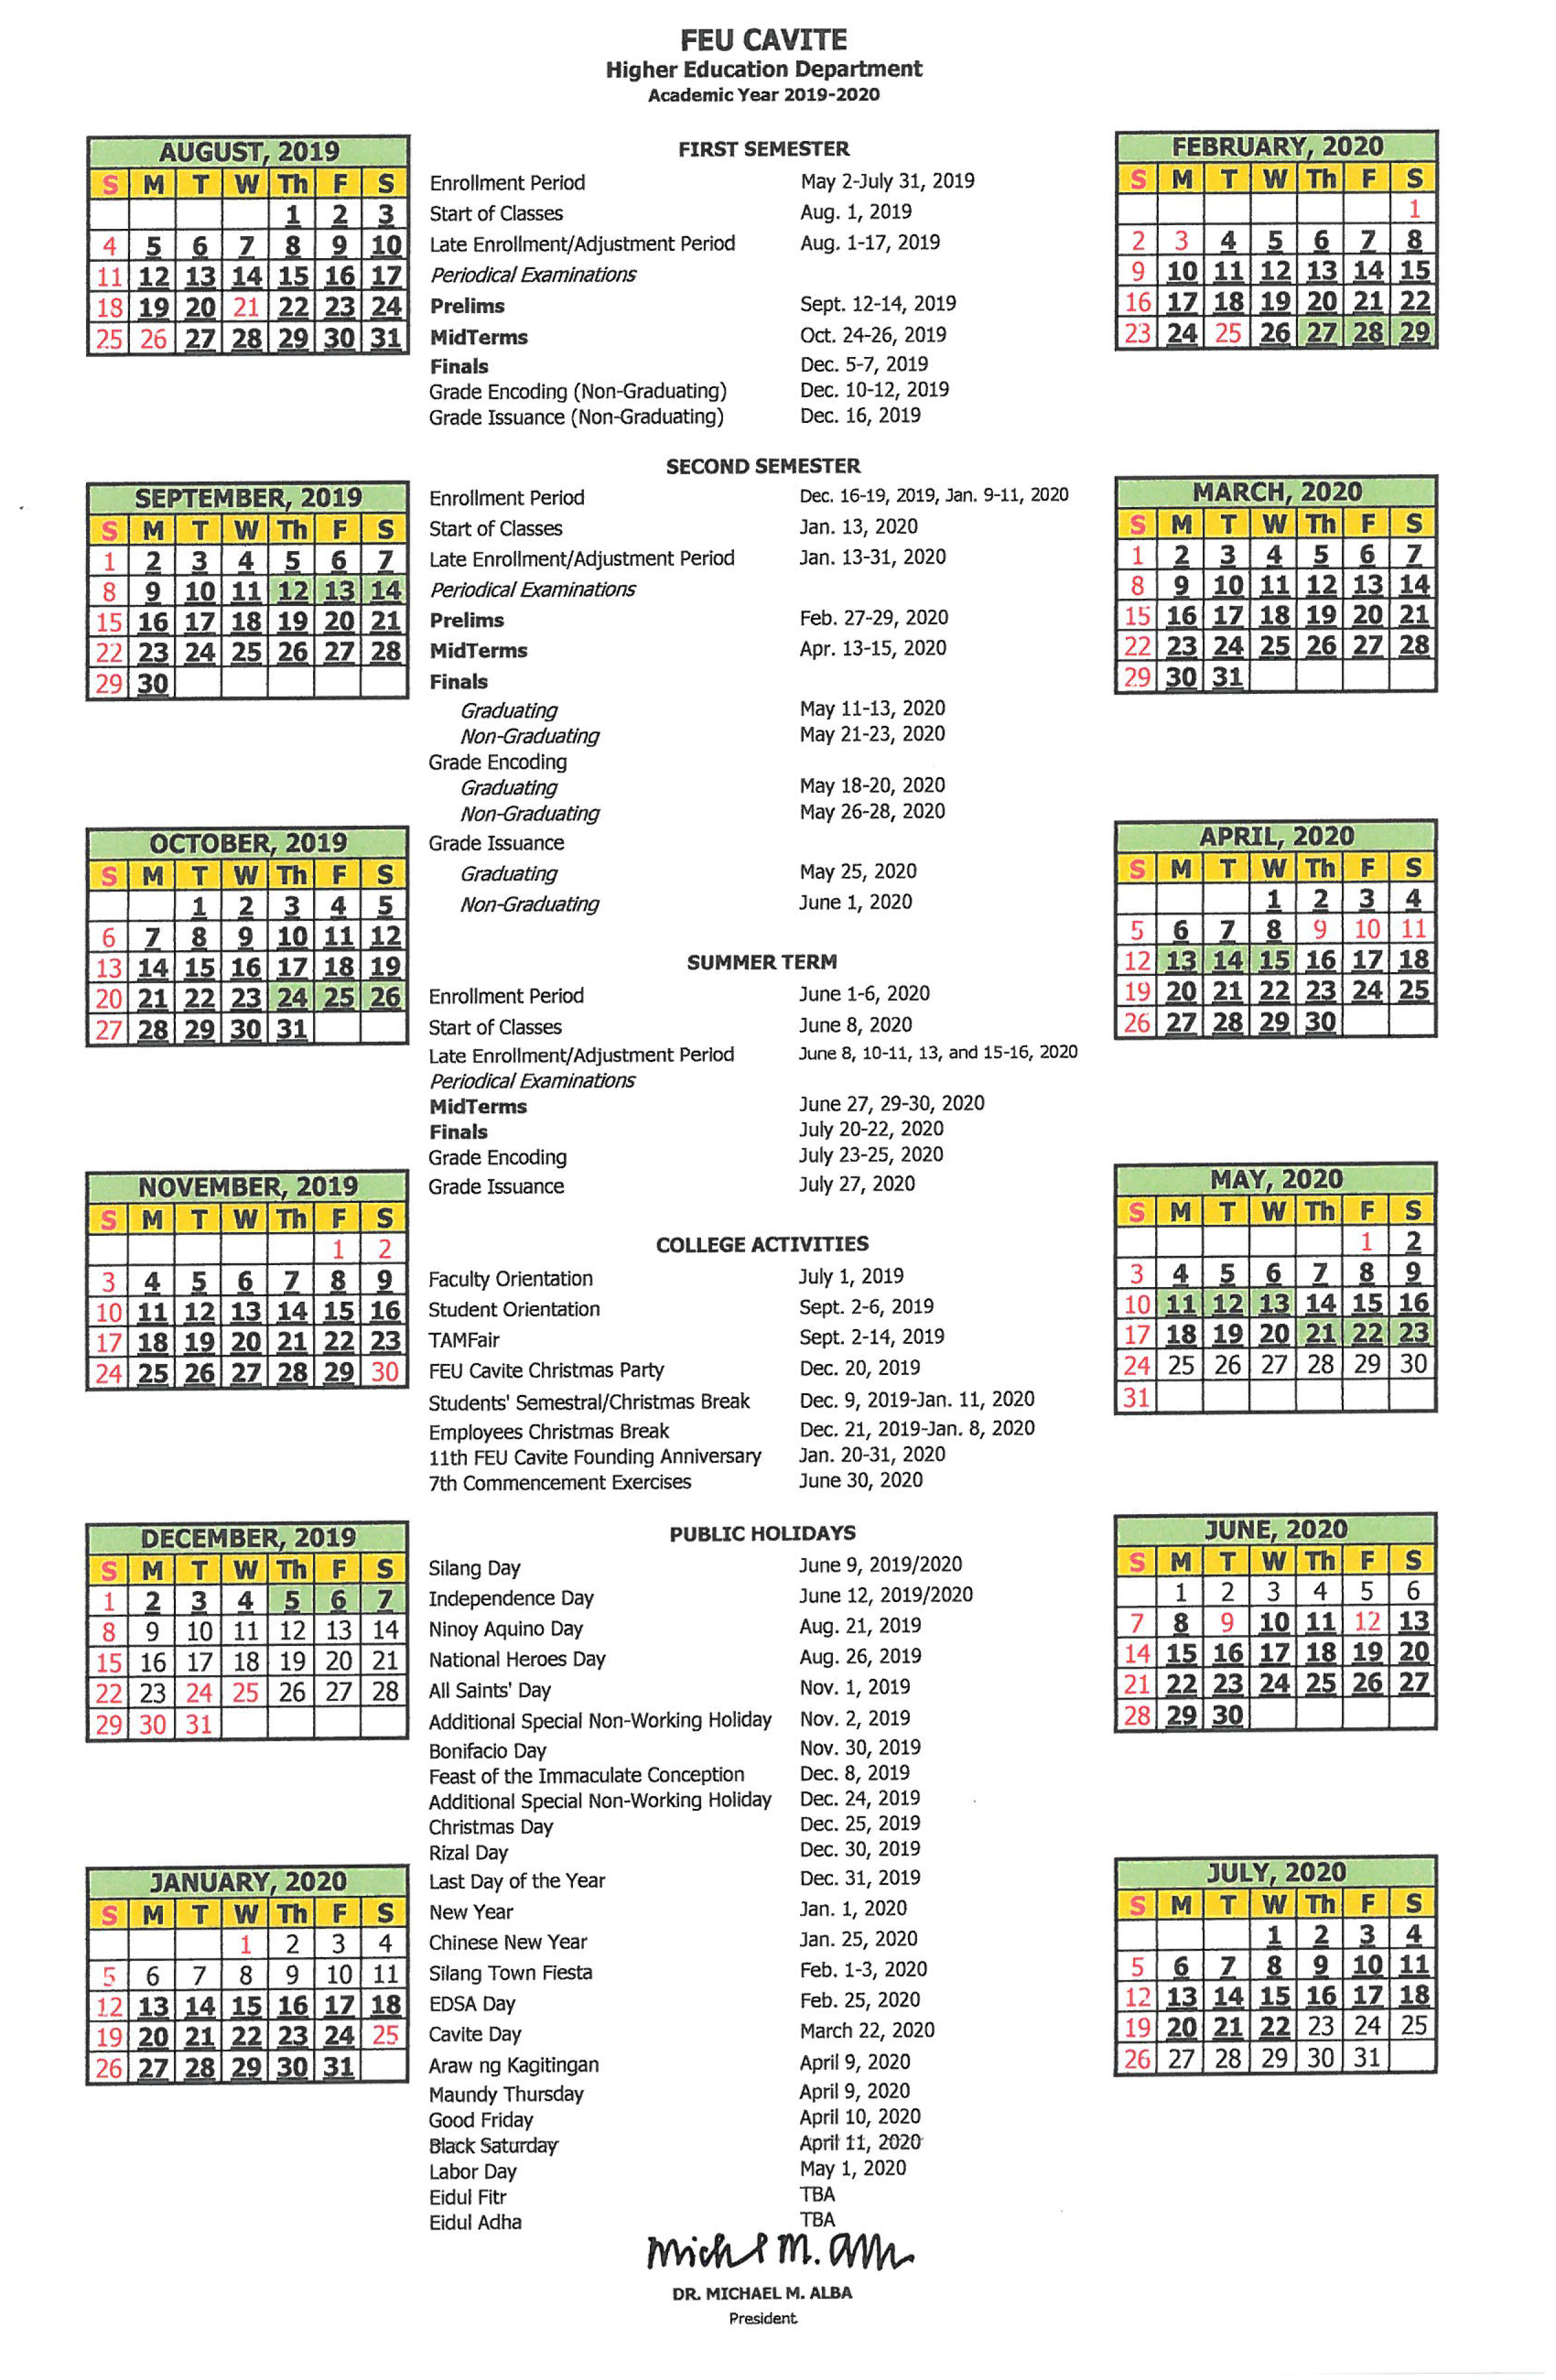 FEU CAVITE
Higher Education Department
Academic Year 2019-2020
AUGUST, 2019
S M T W Th F S
1 2 3
4 5 6 7 8 9 10
11 12 13 14 15 16 17
18 19 20 21 22 23 24
25 26 27 28 29 30 31
SEPTEMBER, 2019
S M T W Th F S
1 2 3 4 5 6 7
8 9 10 11 12 13 14
15 16 17 18 19 20 21
22 23 24 25 26 27 28
29 30
OCTOBER, 2019
S M T W Th F S
1 2 3 4 5
6 7 8 9 10 11 12
13 14 15 16 17 18 19
20 21 22 23 24 25 26
27 28 29 30 31
NOVEMBER, 2019
S M T W Th F S
1 2
3 4 5 6 7 8 9
10 11 12 13 14 15 16
17 18 19 20 21 22 23
24 25 26 27 28 29 30
DECEMBER, 2019
S M T W Th F S
1 2 3 4 5 6 7
8 9 10 11 12 13 14
15 16 17 18 19 20 21
22 23 24 25 26 27 28
29 30 31
JANUARY, 2020
S M T W Th F S
1 2 3 4
5 6 7 8 9 10 11
12 13 14 15 16 17 18
19 20 21 22 23 24 25
26 27 28 29 30 31
FIRST SEMESTER
Enrollment Period May 2-July 31, 2019
Start of Classes Aug. 1, 2019
Late Enrollment/Adjustment Period Aug. 1-17, 2019
Periodical Examinations
Prelims Sept. 12-14, 2019
MidTerms Oct. 24-26, 2019
Finals Dec. 5-7, 2019
Grade Encoding (Non-Graduating) Dec. 10-12, 2019
Grade Issuance (Non-Graduating) Dec. 16, 2019
SECOND SEMESTER
Enrollment Period Dec. 16-19, 2019, Jan. 9-11, 2020
Start of Classes Jan. 13, 2020
Late Enrollment/Adjustment Period Jan. 13-31, 2020
Periodical Examinations
Prelims Feb. 27-29, 2020
MidTerms Apr. 13-15, 2020
Finals
Graduating May 11-13, 2020
Non-Graduating May 21-23, 2020
Grade Encoding
Graduating May 18-20, 2020
Non-Graduating May 26-28, 2020
Grade Issuance
Graduating May 25, 2020
Non-Graduating June 1, 2020
SUMMER TERM
Enrollment Period June 1-6, 2020
Start of Classes June 8, 2020
Late Enrollment/Adjustment Period June 8, 10-11, 13, and 15-16, 2020
Periodical Examinations
MidTerms June 27, 29-30, 2020
Finals July 20-22, 2020
Grade Encoding July 23-25, 2020
Grade Issuance July 27, 2020
COLLEGE ACTIVITIES
Faculty Orientation July 1, 2019
Student Orientation Sept. 2-6, 2019
TAMFair Sept. 2-14, 2019
FEU Cavite Christmas Party Dec. 20, 2019
Students' Semestral/Christmas Break Dec. 9, 2019-Jan. 11, 2020
Employees Christmas Break Dec. 21, 2019-Jan. 8, 2020
11th FEU Cavite Founding Anniversary Jan. 20-31, 2020
7th Commencement Exercises June 30, 2020
PUBLIC HOLIDAYS
Silang Day June 9, 2019/2020
Independence Day June 12, 2019/2020
Ninoy Aquino Day Aug. 21, 2019
National Heroes Day Aug. 26, 2019
All Saints' Day Nov. 1, 2019
Additional Special Non-Working Holiday Nov. 2, 2019
Bonifacio Day Nov. 30, 2019
Feast of the Immaculate Conception Dec. 8, 2019
Additional Special Non-Working Holiday Dec. 24, 2019
Christmas Day Dec. 25, 2019
Rizal Day Dec. 30, 2019
Last Day of the Year Dec. 31, 2019
New Year Jan. 1, 2020
Chinese New Year Jan. 25, 2020
Silang Town Fiesta Feb. 1-3, 2020
EDSA Day Feb. 25, 2020
Cavite Day March 22, 2020
Araw ng Kagitingan April 9, 2020
Maundy Thursday April 9, 2020
Good Friday April 10, 2020
Black Saturday April 11, 2020
Labor Day May 1, 2020
Eidul Fitr TBA
Eidul Adha TBA
DR. MICHAEL M. ALBA
President
FEBRUARY, 2020
S M T W Th F S
1
2 3 4 5 6 7 8
9 10 11 12 13 14 15
16 17 18 19 20 21 22
23 24 25 26 27 28 29
MARCH, 2020
S M T W Th F S
1 2 3 4 5 6 7
8 9 10 11 12 13 14
15 16 17 18 19 20 21
22 23 24 25 26 27 28
29 30 31
APRIL, 2020
S M T W Th F S
1 2 3 4
5 6 7 8 9 10 11
12 13 14 15 16 17 18
19 20 21 22 23 24 25
26 27 28 29 30
MAY, 2020
S M T W Th F S
1 2
3 4 5 6 7 8 9
10 11 12 13 14 15 16
17 18 19 20 21 22 23
24 25 26 27 28 29 30
31
JUNE, 2020
S M T W Th F S
1 2 3 4 5 6
7 8 9 10 11 12 13
14 15 16 17 18 19 20
21 22 23 24 25 26 27
28 29 30
JULY, 2020
S M T W Th F S
1 2 3 4
5 6 7 8 9 10 11
12 13 14 15 16 17 18
19 20 21 22 23 24 25
26 27 28 29 30 31